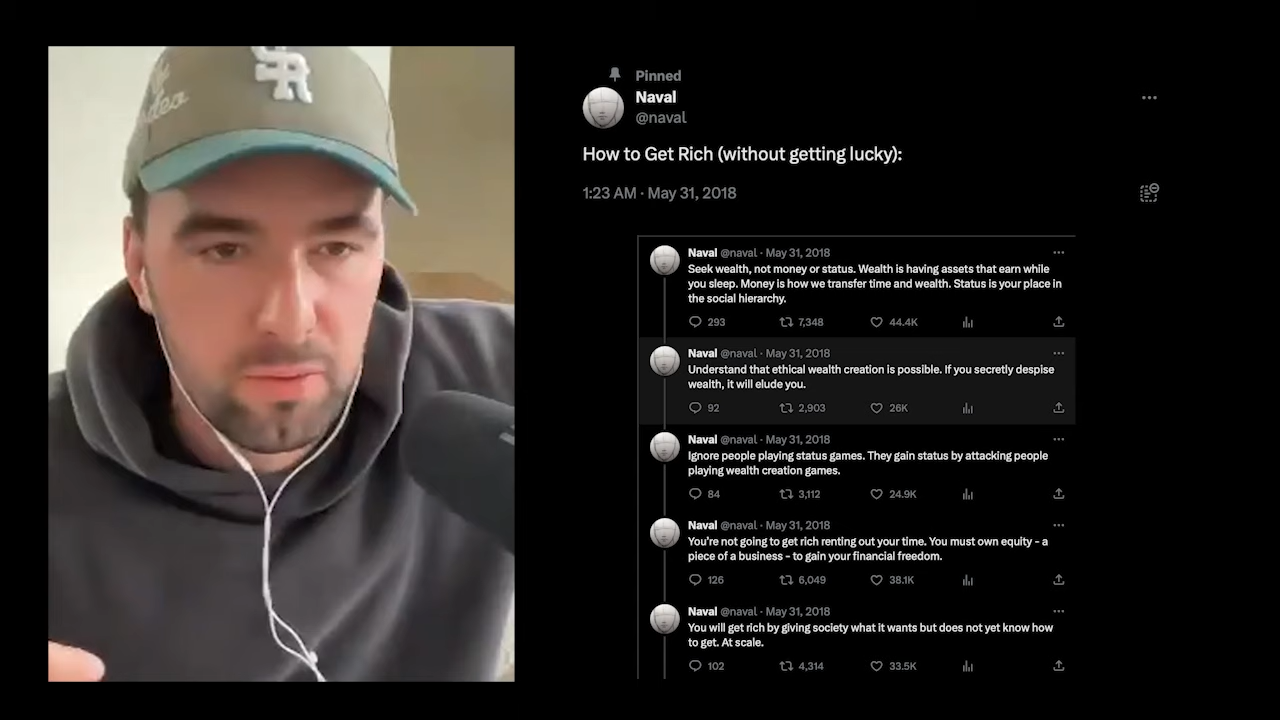 Pinned
Naval
@naval
How to Get Rich (without getting lucky):
1:23 AM · May 31, 2018
Naval @naval · May 31, 2018
Seek wealth, not money or status. Wealth is having assets that earn while
you sleep. Money is how we transfer time and wealth. Status is your place in
the social hierarchy.
293 7,348 44.4K
Naval @naval · May 31, 2018
Understand that ethical wealth creation is possible. If you secretly despise
wealth, it will elude you.
92 2,903 26K
Naval @naval · May 31, 2018
Ignore people playing status games. They gain status by attacking people
playing wealth creation games.
84 3,112 24.9K
Naval @naval · May 31, 2018
You're not going to get rich renting out your time. You must own equity - a
piece of a business - to gain your financial freedom.
126 6,049 38.1K
Naval @naval · May 31, 2018
You will get rich by giving society what it wants but does not yet know how
to get. At scale.
102 4,314 33.5K